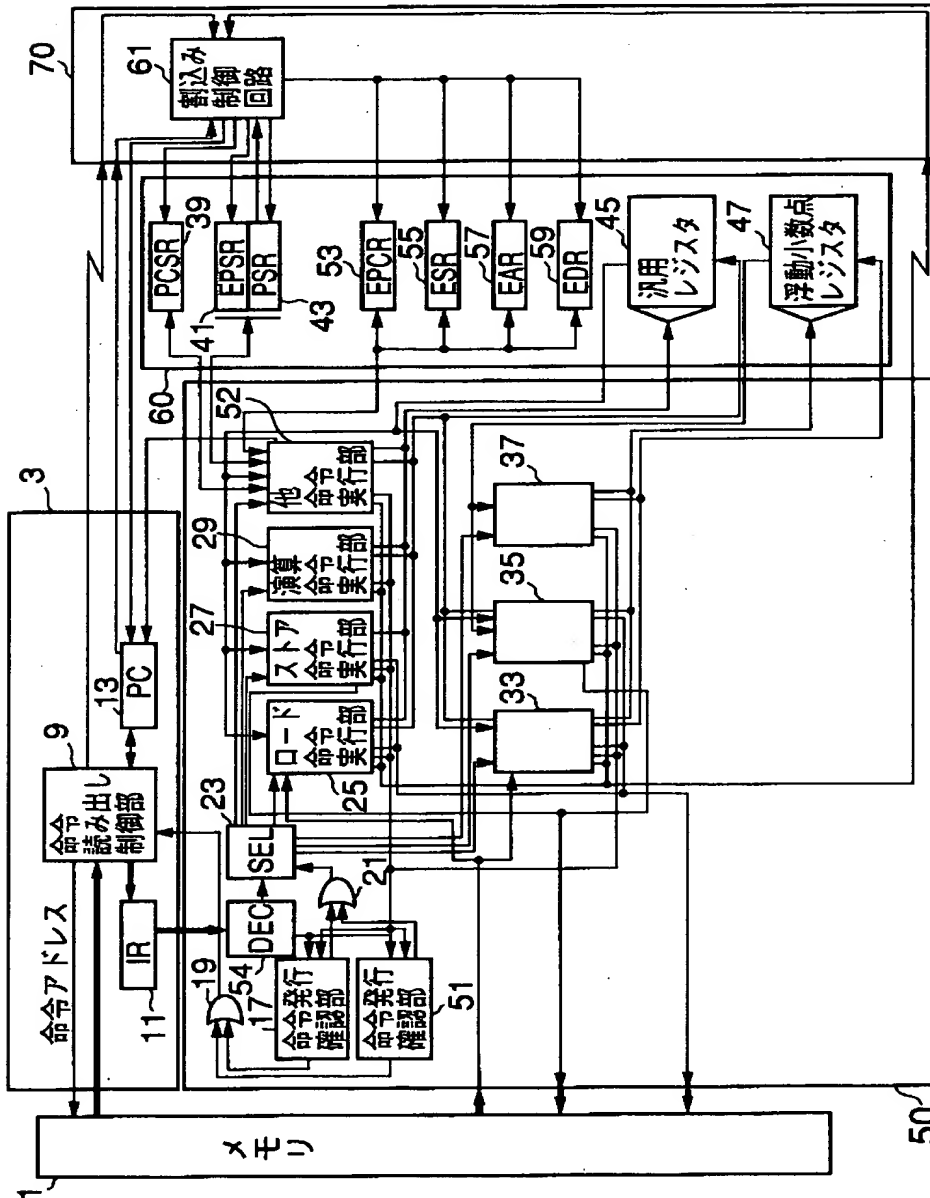 3
命令アドレス
命令
読み出し
制御部
9
13
PC
IR
11
メモリ
1
70
61
割込み
制御
回路
60
PCSR
39
41
EPSR
PSR
43
53
EPCR
55
ESR
57
EAR
59
EDR
45
汎用
レジスタ
47
浮動小数点
レジスタ
50
DEC
54
SEL
23
19
21
17
命令発行
確認部
命令発行
確認部
51
ロード
命令
実行部
25
ストア
命令
実行部
27
演算
命令
実行部
29
他
命令
実行部
52
33
35
37